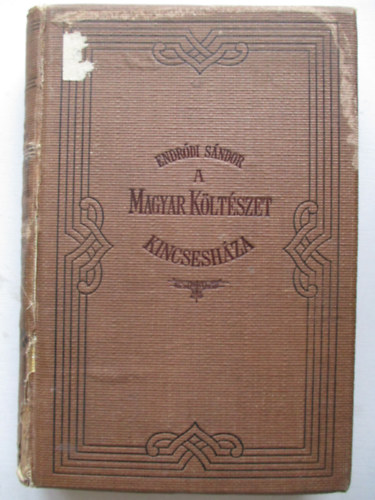 ENDRŐDI SÁNDOR
A
MAGYAR KÖLTÉSZET
KINCSESHÁZA